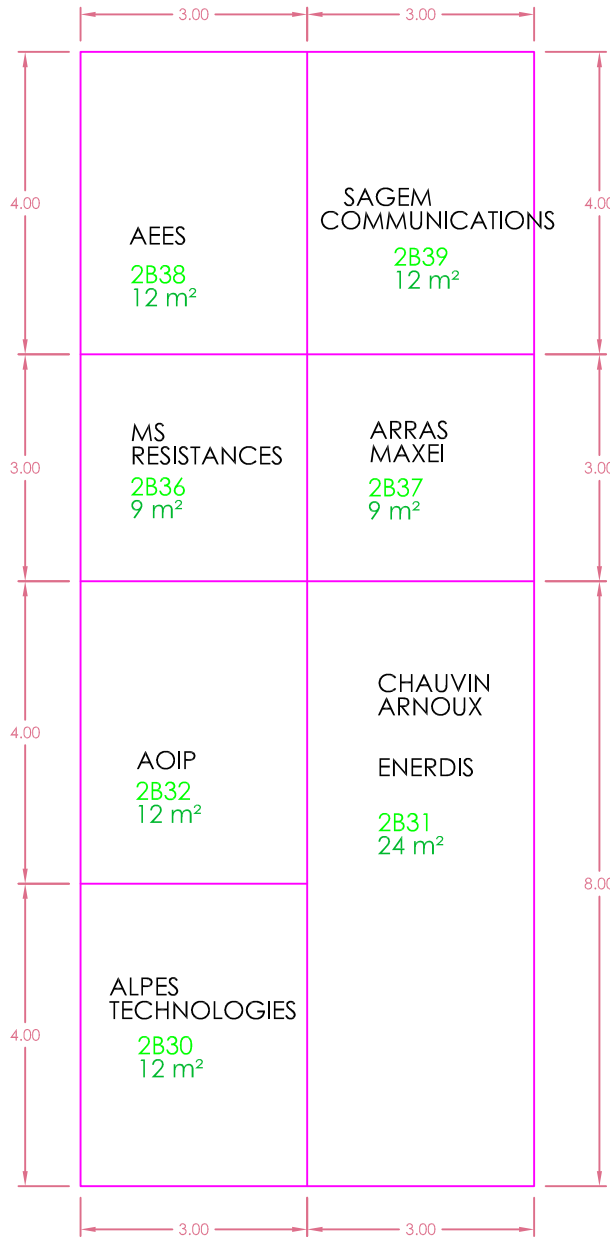 3.00
3.00
4.00
4.00
AEES
2B38
12 m²
SAGEM
COMMUNICATIONS
2B39
12 m²
3.00
3.00
MS
RESISTANCES
2B36
9 m²
ARRAS
MAXEI
2B37
9 m²
4.00
8.00
AOIP
2B32
12 m²
CHAUVIN
ARNOUX
ENERDIS
2B31
24 m²
4.00
ALPES
TECHNOLOGIES
2B30
12 m²
3.00
3.00